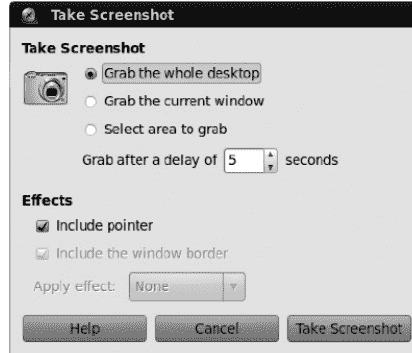 Take Screenshot
Take Screenshot
Grab the whole desktop
Grab the current window
Select area to grab
Grab after a delay of 5 seconds
Effects
Include pointer
Include the window border
Apply effect: None
Help Cancel Take Screenshot